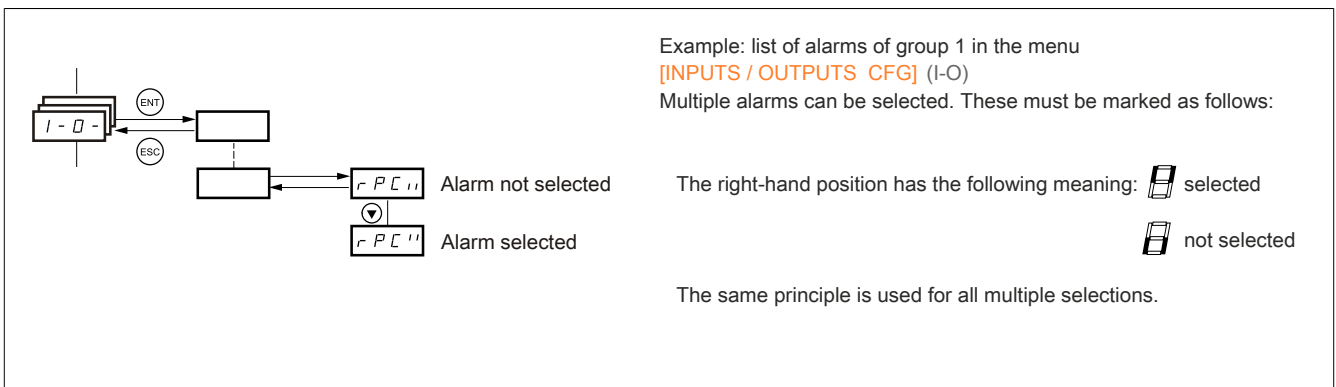 Example: list of alarms of group 1 in the menu
[INPUTS / OUTPUTS CFG] (I-O)
Multiple alarms can be selected. These must be marked as follows:
ENT
I - O -
ESC
r P C ıı Alarm not selected
The right-hand position has the following meaning: selected
r P C '' Alarm selected
not selected
The same principle is used for all multiple selections.